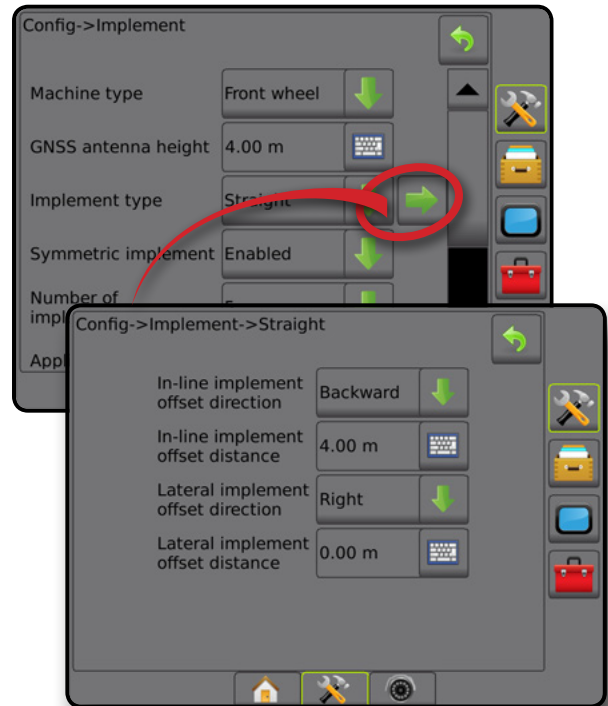 Config->Implement
Machine type Front wheel
GNSS antenna height 4.00 m
Implement type Straight
Symmetric implement Enabled
Number of
Config->Implement->Straight
In-line implement
offset direction Backward
In-line implement
offset distance 4.00 m
Lateral implement
offset direction Right
Lateral implement
offset distance 0.00 m